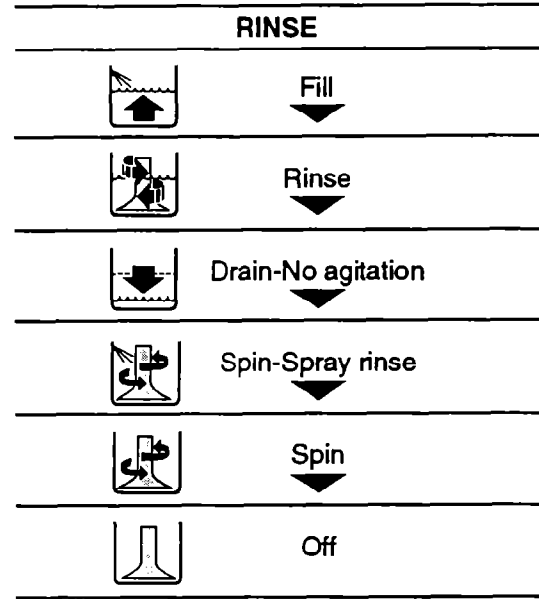 RINSE
Fill
Rinse
Drain-No agitation
Spin-Spray rinse
Spin
Off